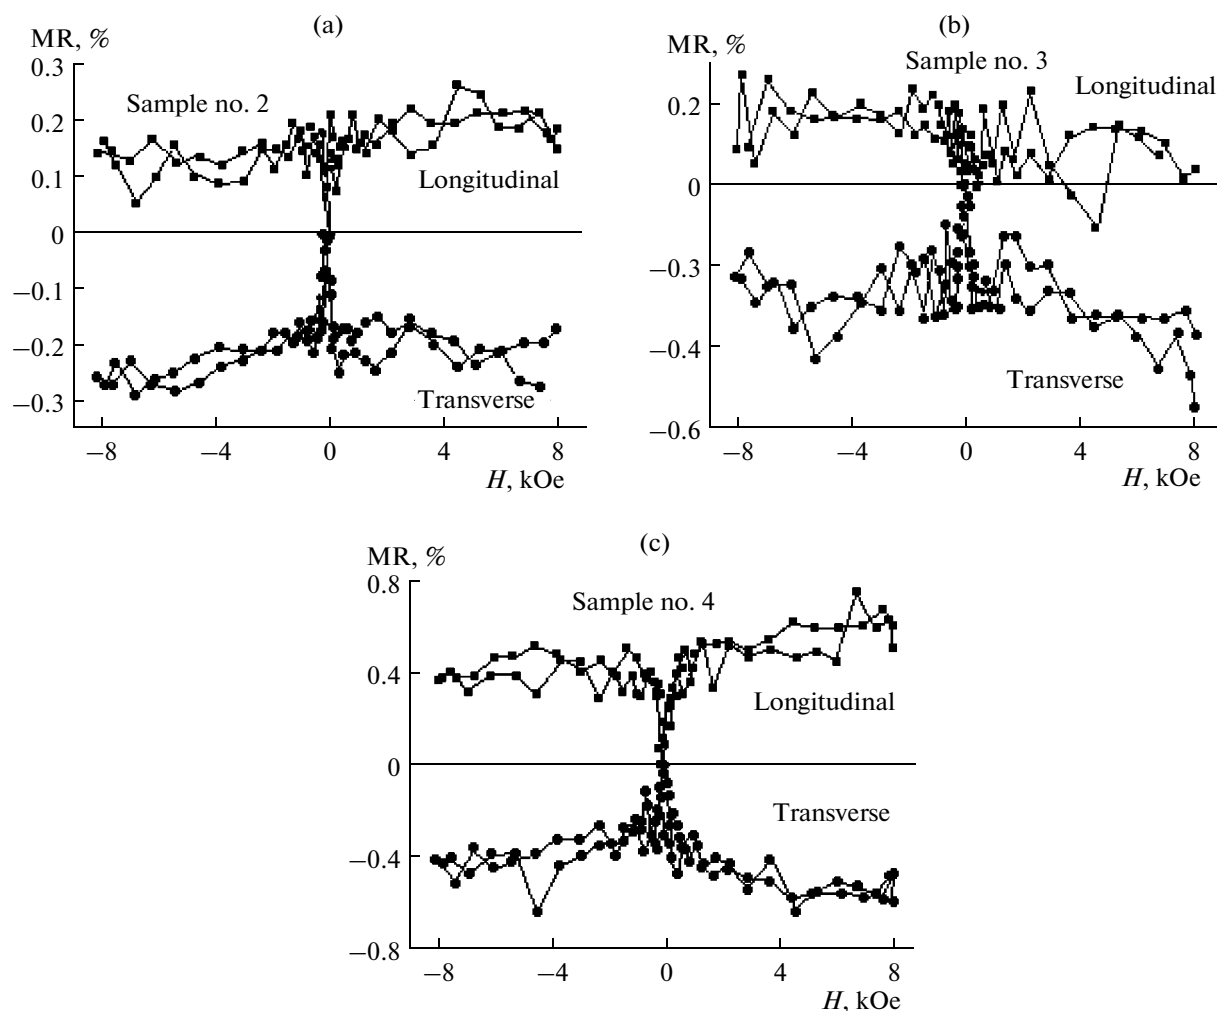 (a)
MR, %
Sample no. 2
0.3
0.2
0.1
0
−0.1
−0.2
−0.3
Longitudinal
Transverse
−8
−4
0
4
8
H, kOe
(b)
MR, %
Sample no. 3
Longitudinal
0.2
0
−0.3
−0.4
−0.6
Transverse
−8
−4
0
4
8
H, kOe
(c)
MR, %
Sample no. 4
0.8
0.4
0
−0.4
−0.8
Longitudinal
Transverse
−8
−4
0
4
8
H, kOe